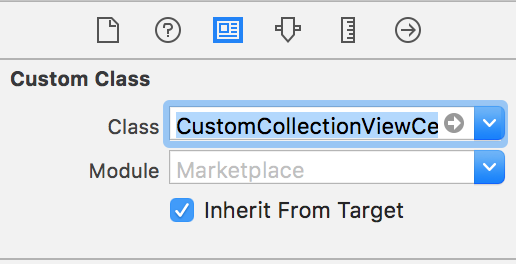 Custom Class
Class CustomCollectionViewCe
Module Marketplace
Inherit From Target